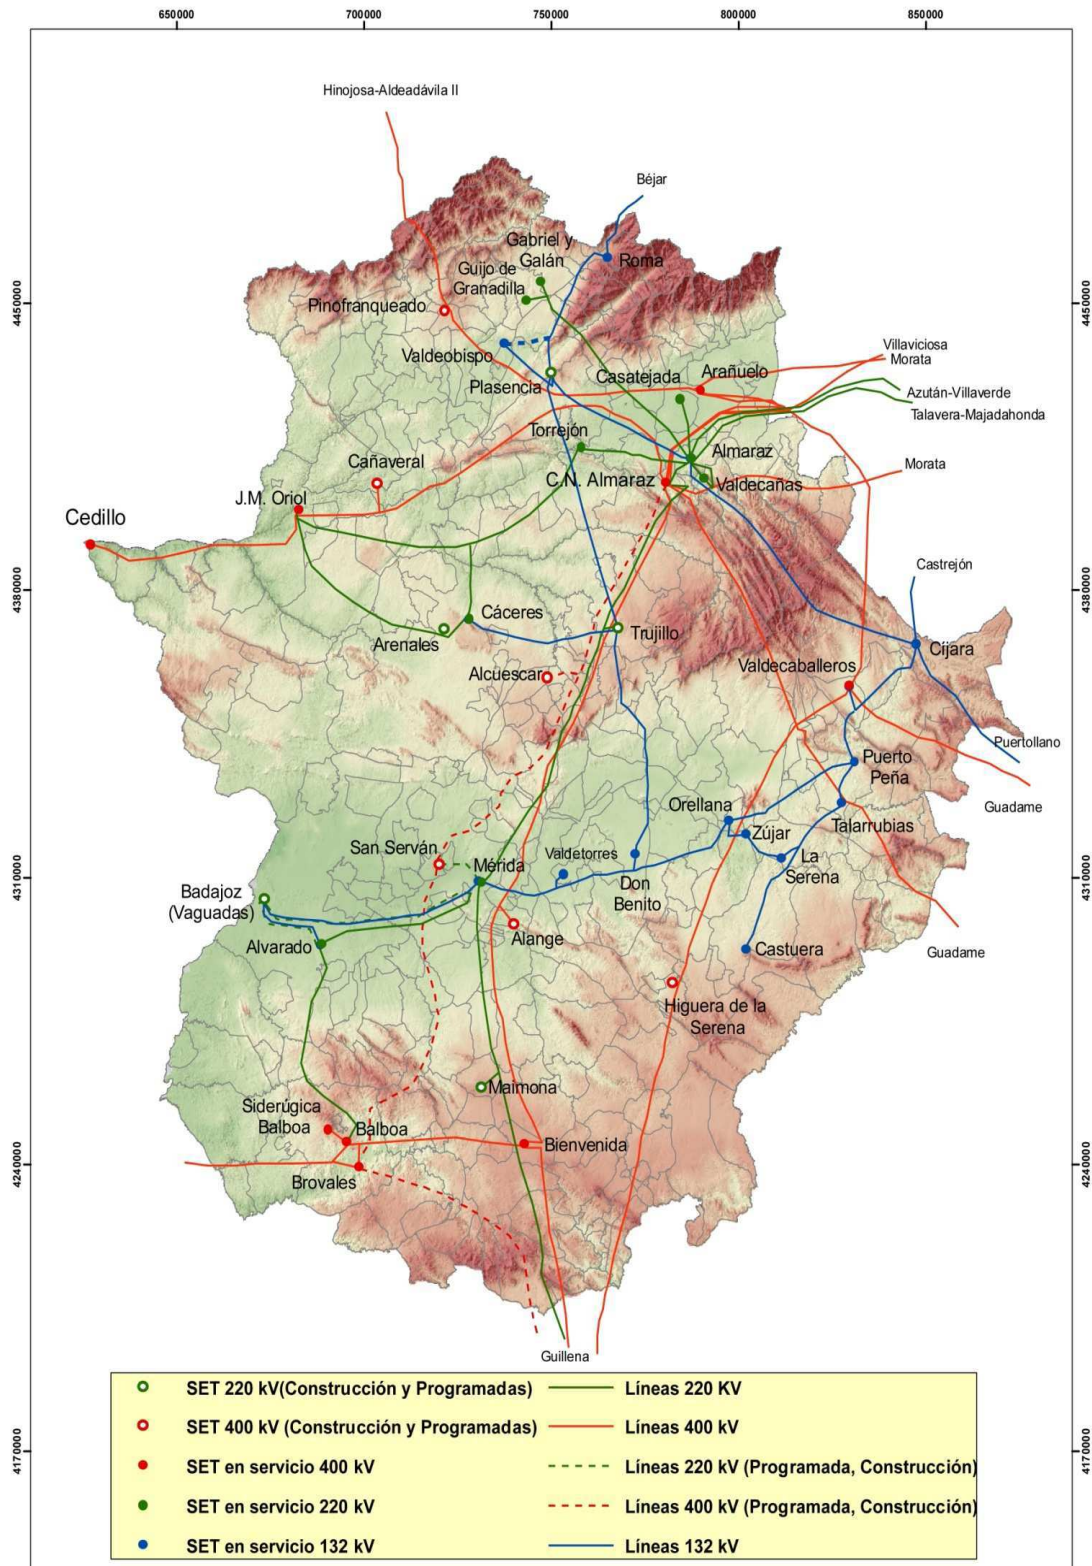 650000
700000
750000
800000
850000
Hinojosa-Aldeadávila II
Béjar
Gabriel y
Galán
Roma
Guijo de
Granadilla
4450000
4450000
Pinofranqueado
Villaviciosa
Valdeobispo
Morata
Casatejada
Arañuelo
Plasencia
Azután-Villaverde
Talavera-Majadahonda
Torrejón
Almaraz
Cañaveral
Morata
C.N. Almaraz
Valdecañas
J.M. Oriol
Cedillo
Castrejón
4380000
4380000
Cáceres
Trujillo
Arenales
Cíjara
Valdecaballeros
Alcuescar
Puertollano
Puerto
Peña
Guadame
Orellana
Talarrubias
Zújar
San Serván
Valdetorres
Mérida
La
Serena
4310000
4310000
Don
Benito
Badajoz
(Vaguadas)
Alange
Alvarado
Castuera
Guadame
Higuera de la
Serena
Maimona
Siderúgica
Balboa
Balboa
Bienvenida
4240000
4240000
Brovales
Guillena
SET 220 kV(Construcción y Programadas)
Líneas 220 KV
SET 400 kV (Construcción y Programadas)
Líneas 400 kV
4170000
4170000
SET en servicio 400 kV
Líneas 220 kV (Programada, Construcción)
SET en servicio 220 kV
Líneas 400 kV (Programada, Construcción)
SET en servicio 132 kV
Líneas 132 kV